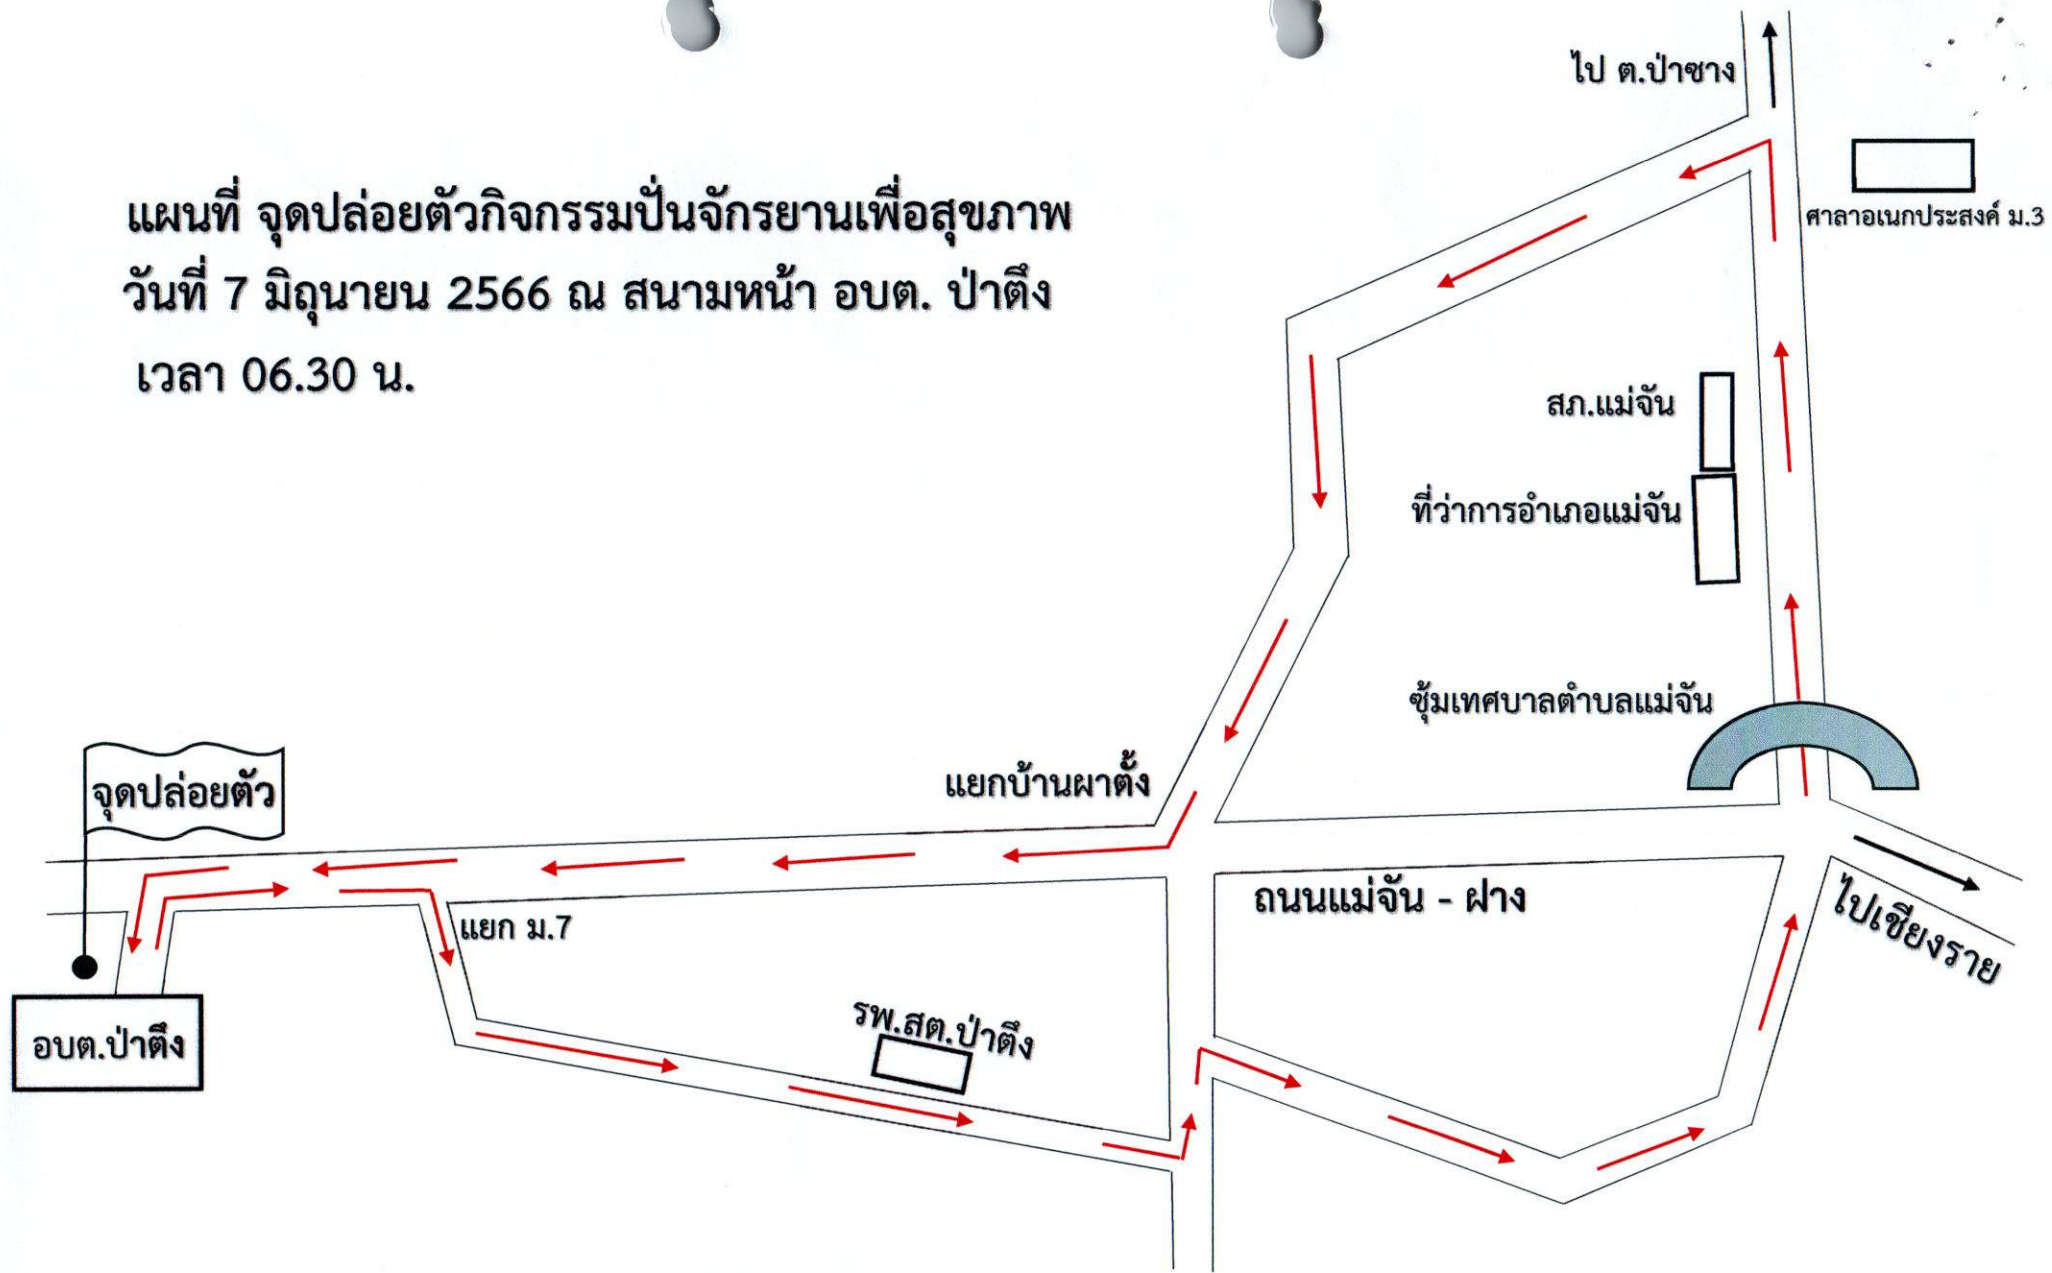 ไป ต.ป่าซาง
แผนที่ จุดปล่อยตัวกิจกรรมปั่นจักรยานเพื่อสุขภาพ
วันที่ 7 มิถุนายน 2566 ณ สนามหน้า อบต. ป่าตึง
เวลา 06.30 น.
ศาลาอเนกประสงค์ ม.3
สภ.แม่จัน
ที่ว่าการอำเภอแม่จัน
ซุ้มเทศบาลตำบลแม่จัน
แยกบ้านผาตั้ง
จุดปล่อยตัว
ถนนแม่จัน - ฝาง
ไปเชียงราย
แยก ม.7
รพ.สต.ป่าตึง
อบต.ป่าตึง